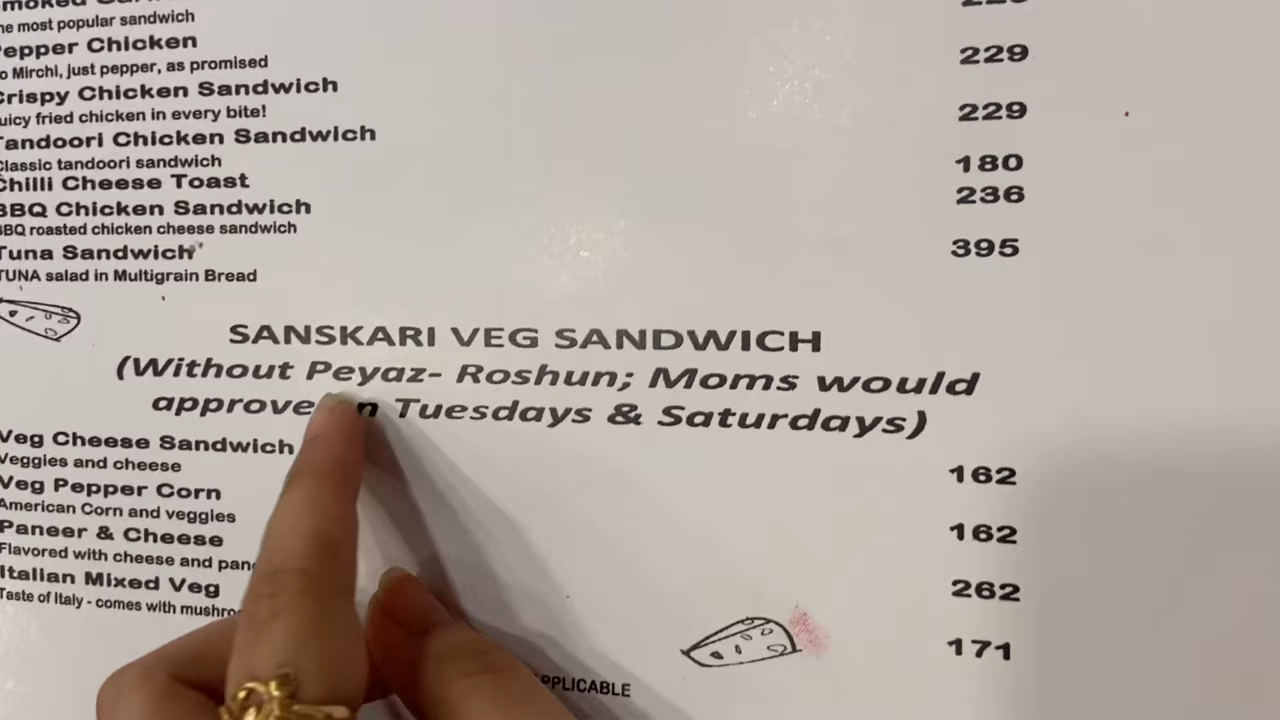 most popular sandwich
Chicken 229
Mirchi, just pepper, as promised
Crispy Chicken Sandwich 229
fried chicken in every bite!
Tandoori Chicken Sandwich 180
Classic tandoori sandwich
Chilli Cheese Toast 236
BBQ Chicken Sandwich
BBQ roasted chicken cheese sandwich
Tuna Sandwich 395
TUNA salad in Multigrain Bread
SANSKARI VEG SANDWICH
(Without Peyaz- Roshun; Moms would
approve Tuesdays & Saturdays)
Veg Cheese Sandwich 162
Veggies and cheese
Veg Pepper Corn 162
American Corn and veggies
Paneer & Cheese 262
Flavored with cheese and
Italian Mixed Veg 171
Taste of Italy - comes with